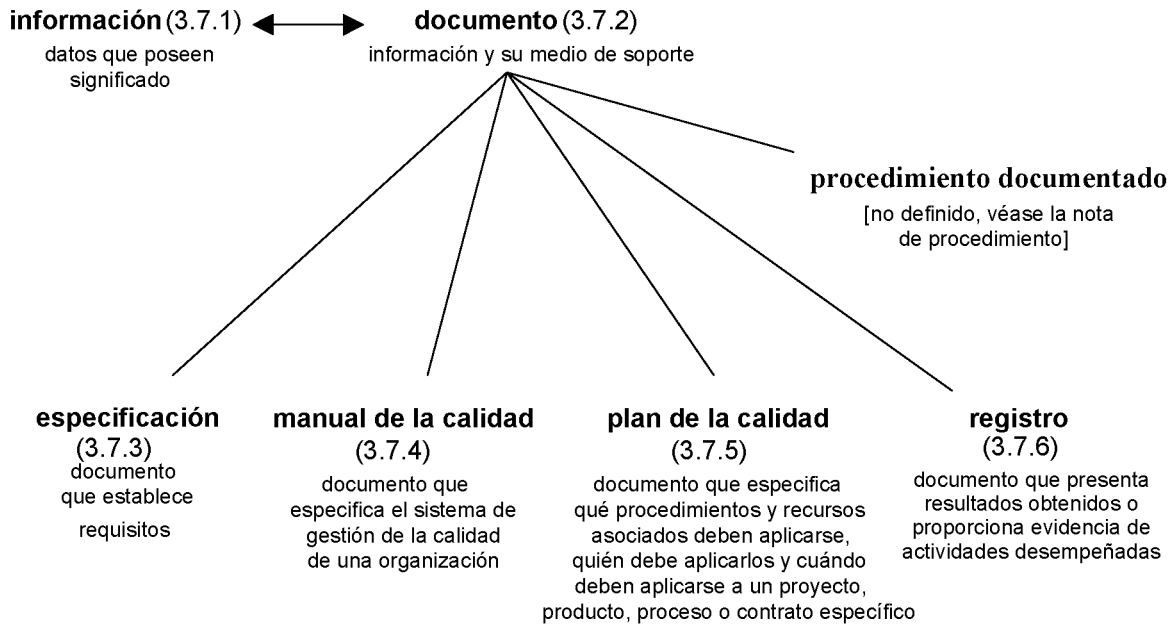 información (3.7.1)
datos que poseen
significado
documento (3.7.2)
información y su medio de soporte
procedimiento documentado
[no definido, véase la nota
de procedimiento]
especificación
(3.7.3)
documento
que establece
requisitos
manual de la calidad
(3.7.4)
documento que
especifica el sistema de
gestión de la calidad
de una organización
plan de la calidad
(3.7.5)
documento que especifica
qué procedimientos y recursos
asociados deben aplicarse,
quién debe aplicarlos y cuándo
deben aplicarse a un proyecto,
producto, proceso o contrato específico
registro
(3.7.6)
documento que presenta
resultados obtenidos o
proporciona evidencia de
actividades desempeñadas